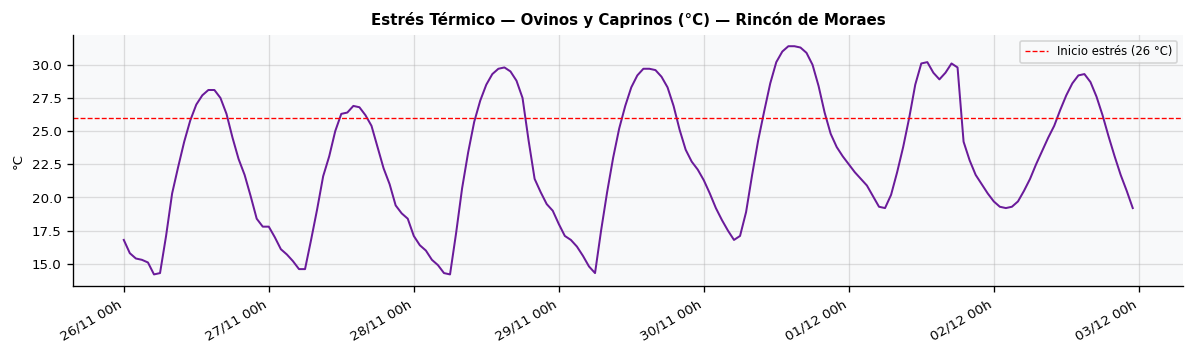 Estrés Térmico — Ovinos y Caprinos (°C) — Rincón de Moraes
Inicio estrés (26 °C)
°C
30.0
27.5
25.0
22.5
20.0
17.5
15.0
26/11 00h
27/11 00h
28/11 00h
29/11 00h
30/11 00h
01/12 00h
02/12 00h
03/12 00h